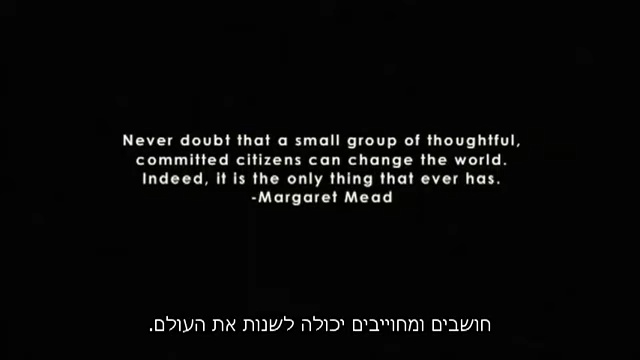 Never doubt that a small group of thoughtful,
committed citizens can change the world.
Indeed, it is the only thing that ever has.
-Margaret Mead
חושבים ומחוייבים יכולה לשנות את העולם.